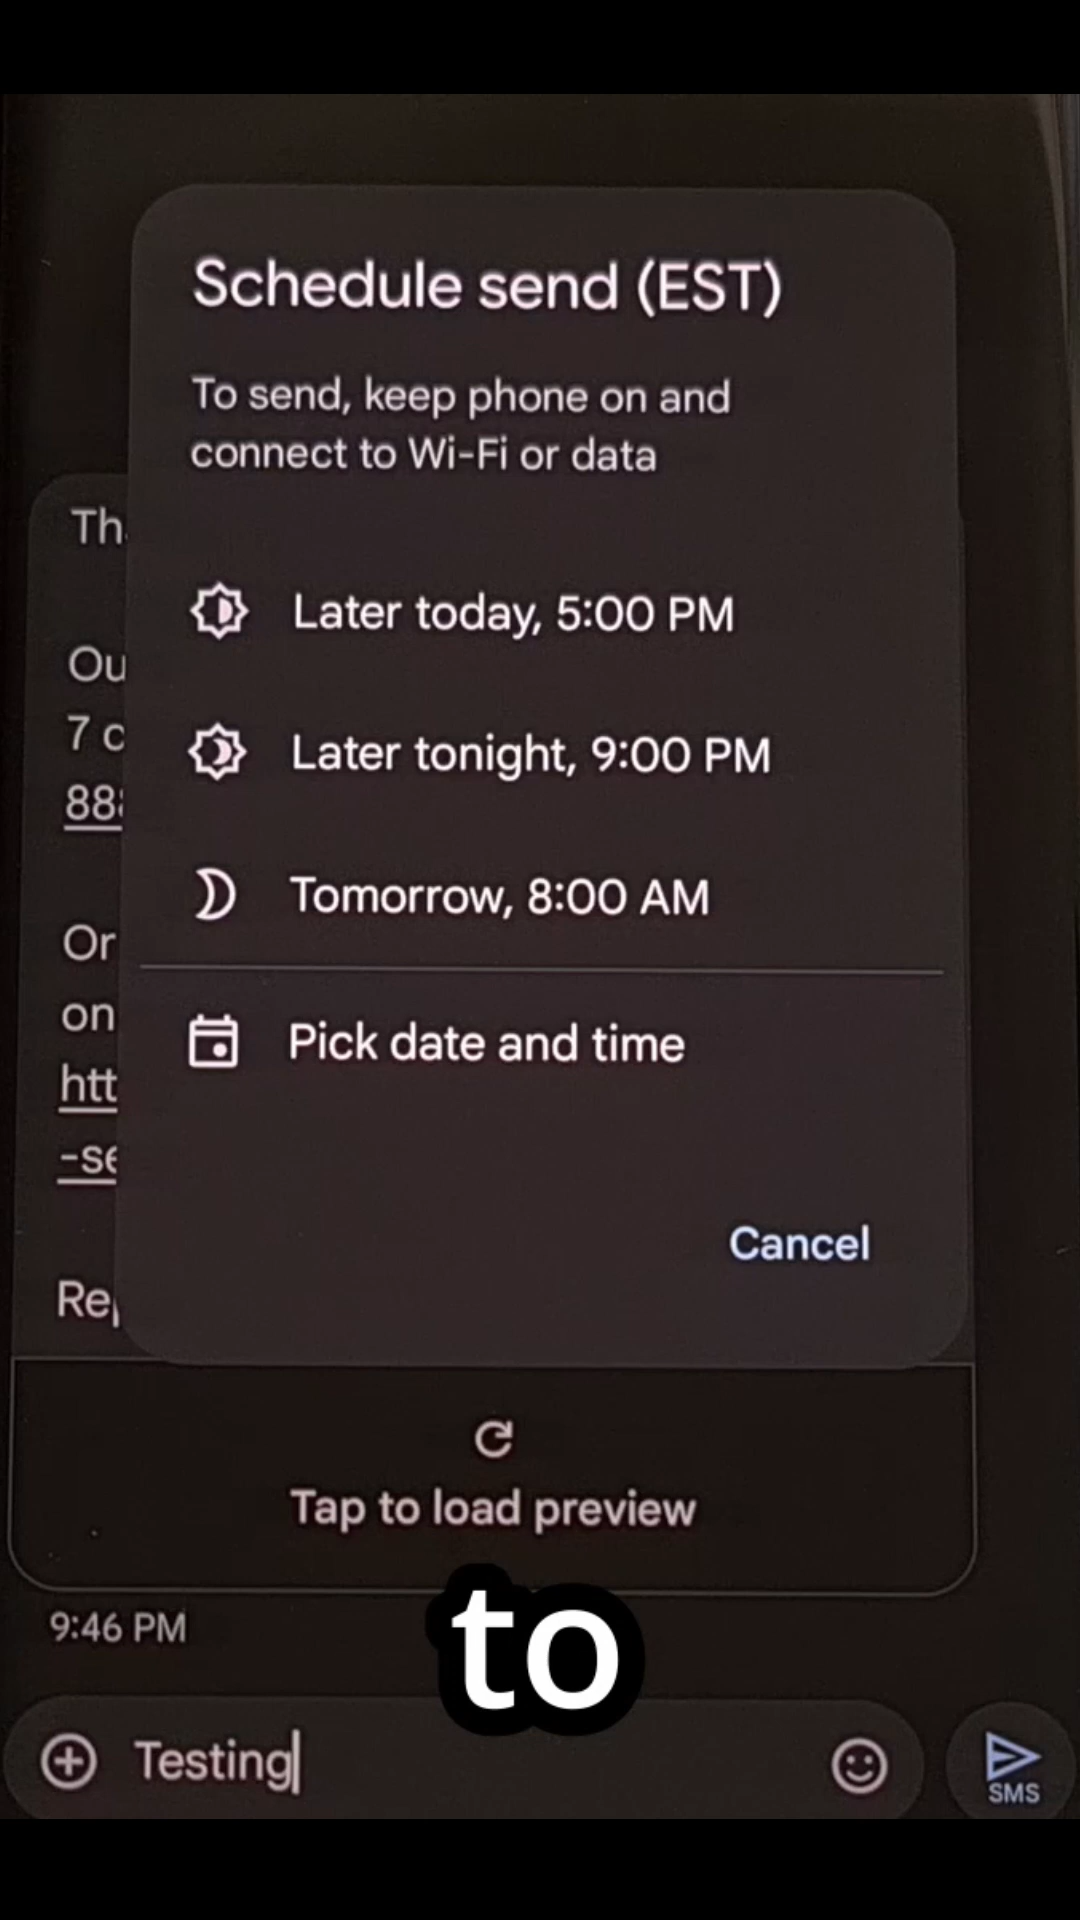 Schedule send (EST)
To send, keep phone on and
connect to Wi-Fi or data
Later today, 5:00 PM
Later tonight, 9:00 PM
Tomorrow, 8:00 AM
Pick date and time
Cancel
Or
on
Tap to load preview
9:46 PM
to
Testing
SMS